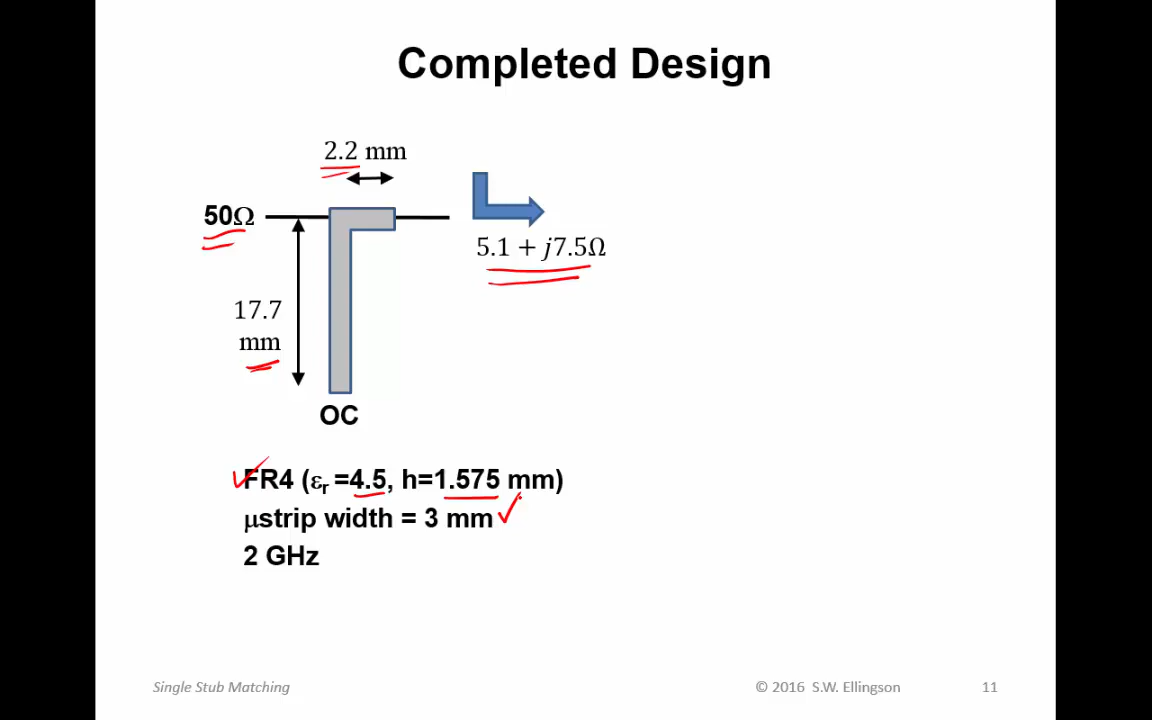 Completed Design
2.2 mm
50Ω
5.1 + j7.5Ω
17.7
mm
OC
FR4 (εr =4.5, h=1.575 mm)
μstrip width = 3 mm
2 GHz
Single Stub Matching
© 2016 S.W. Ellingson
11